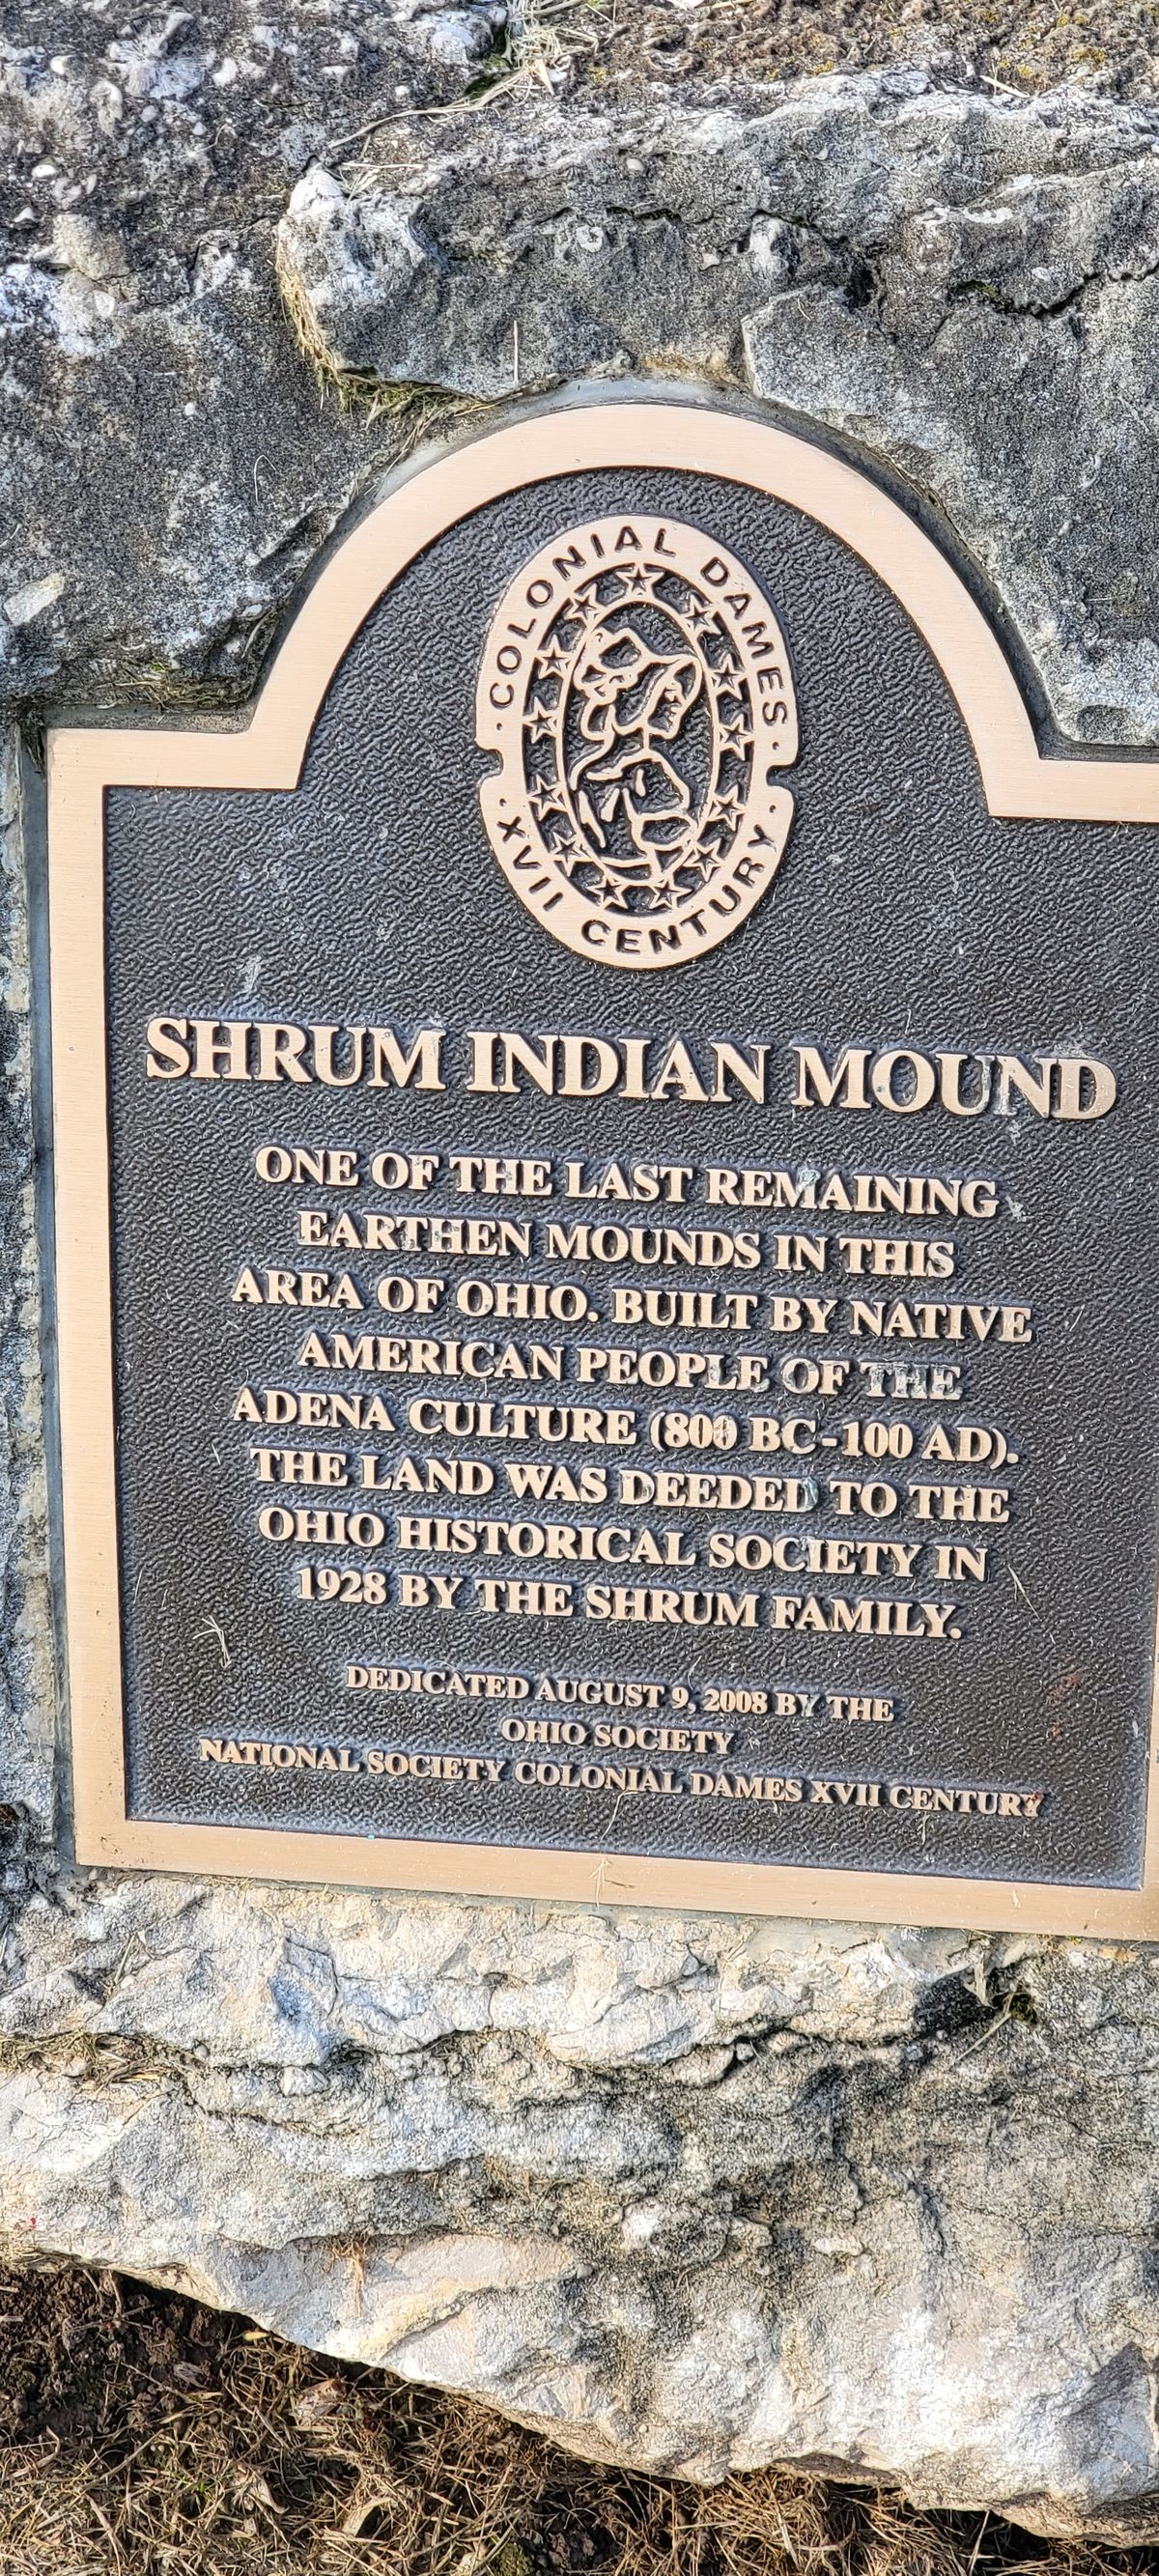 · COLONIAL DAMES ·
· XVII CENTURY ·
SHRUM INDIAN MOUND
ONE OF THE LAST REMAINING
EARTHEN MOUNDS IN THIS
AREA OF OHIO. BUILT BY NATIVE
AMERICAN PEOPLE OF THE
ADENA CULTURE (800 BC-100 AD).
THE LAND WAS DEEDED TO THE
OHIO HISTORICAL SOCIETY IN
1928 BY THE SHRUM FAMILY.
DEDICATED AUGUST 9, 2008 BY THE
OHIO SOCIETY
NATIONAL SOCIETY COLONIAL DAMES XVII CENTURY